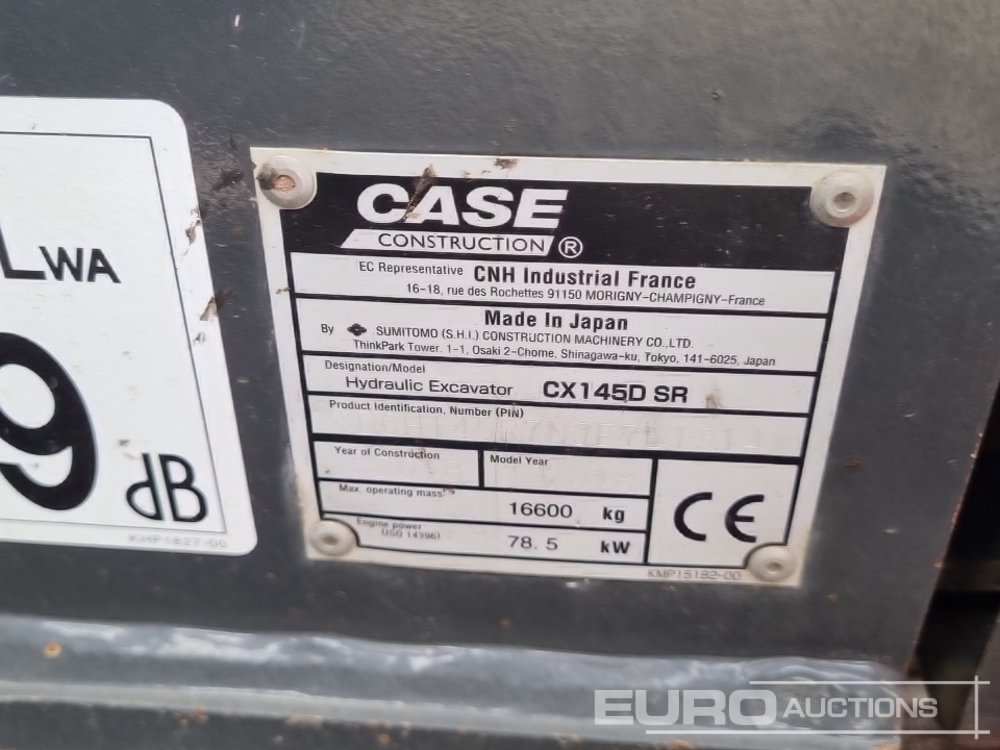 LWA
9
dB
KMP1827-00
CASE
CONSTRUCTION ®
EC Representative CNH Industrial France
16-18, rue des Rochettes 91150 MORIGNY-CHAMPIGNY-France
Made In Japan
By SUMITOMO (S.H.I.) CONSTRUCTION MACHINERY CO.,LTD.
ThinkPark Tower. 1-1, Osaki 2-Chome, Shinagawa-ku, Tokyo, 141-6025, Japan
Designation/Model
Hydraulic Excavator CX145D SR
Product Identification, Number (PIN)
Year of Construction Model Year
Max. operating mass 16600 kg
Engine power
(ISO 14396) 78.5 kW
CE
KMP15192-00
EURO AUCTIONS